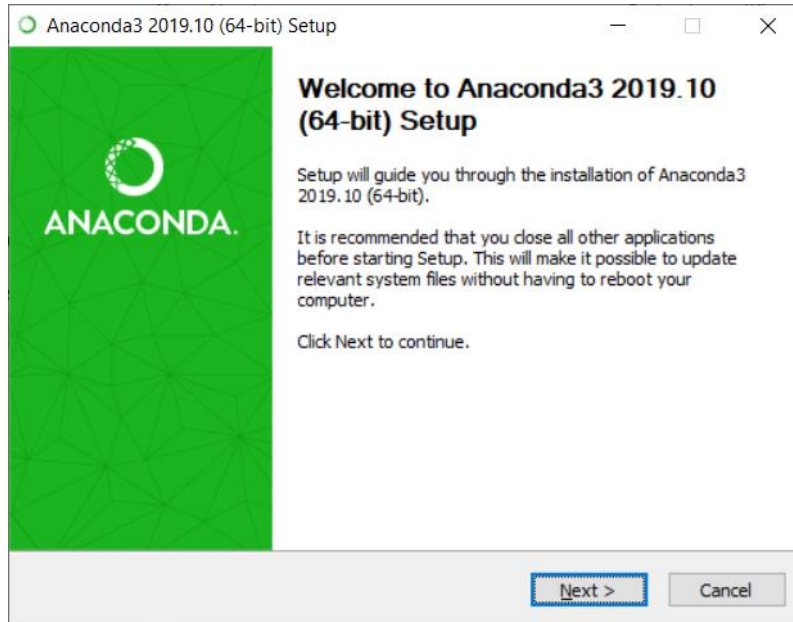 Anaconda3 2019.10 (64-bit) Setup
Welcome to Anaconda3 2019.10
(64-bit) Setup
Setup will guide you through the installation of Anaconda3
2019.10 (64-bit).
It is recommended that you close all other applications
before starting Setup. This will make it possible to update
relevant system files without having to reboot your
computer.
Click Next to continue.
ANACONDA.
Next >
Cancel